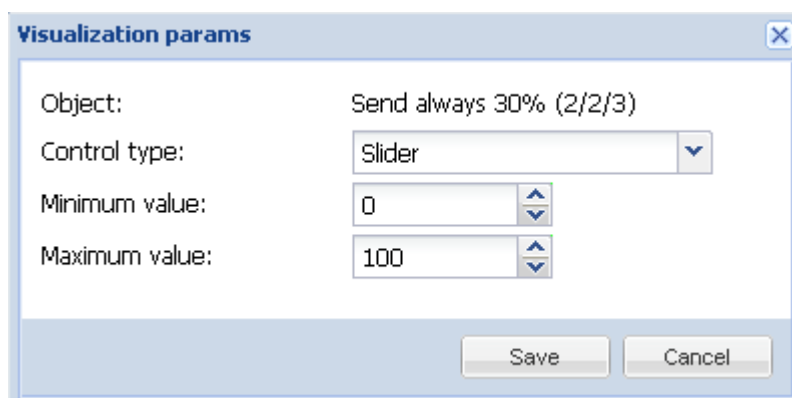 Visualization params
Object: Send always 30% (2/2/3)
Control type: Slider
Minimum value: 0
Maximum value: 100
Save Cancel